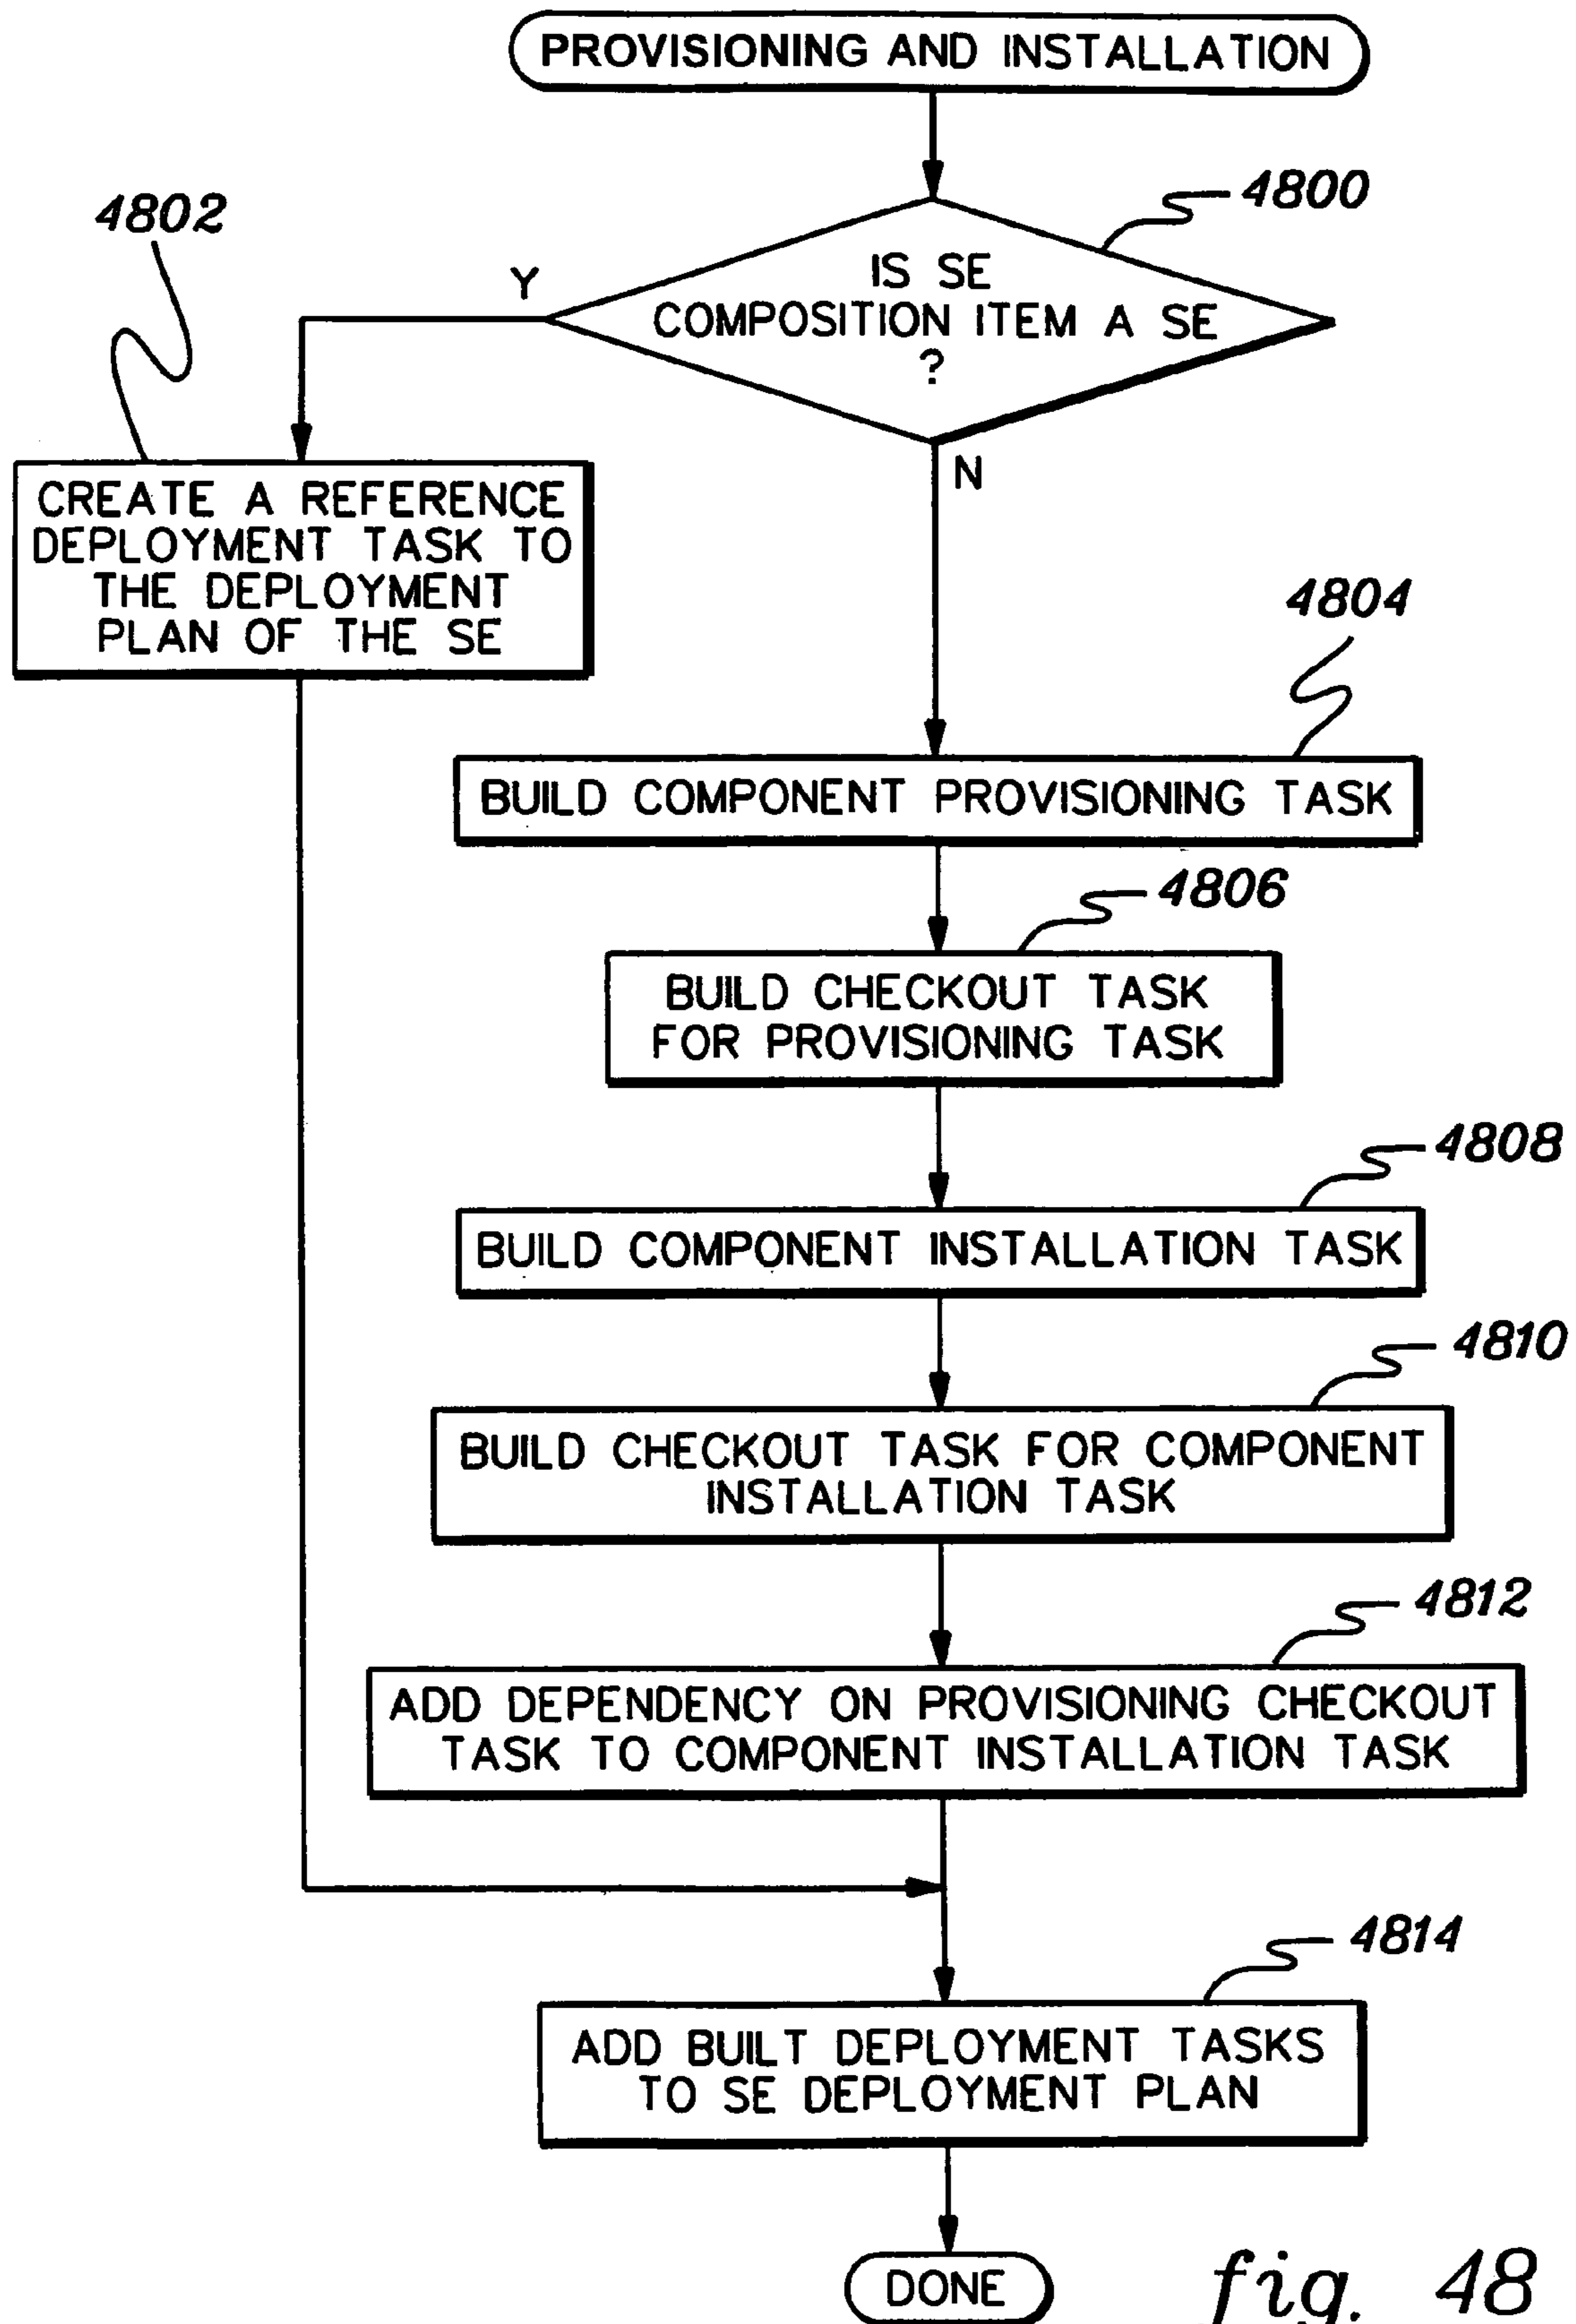 PROVISIONING AND INSTALLATION
4800
4802
Y
IS SE
COMPOSITION ITEM A SE
?
N
CREATE A REFERENCE
DEPLOYMENT TASK TO
THE DEPLOYMENT
PLAN OF THE SE
4804
BUILD COMPONENT PROVISIONING TASK
4806
BUILD CHECKOUT TASK
FOR PROVISIONING TASK
4808
BUILD COMPONENT INSTALLATION TASK
4810
BUILD CHECKOUT TASK FOR COMPONENT
INSTALLATION TASK
4812
ADD DEPENDENCY ON PROVISIONING CHECKOUT
TASK TO COMPONENT INSTALLATION TASK
4814
ADD BUILT DEPLOYMENT TASKS
TO SE DEPLOYMENT PLAN
DONE
fig. 48